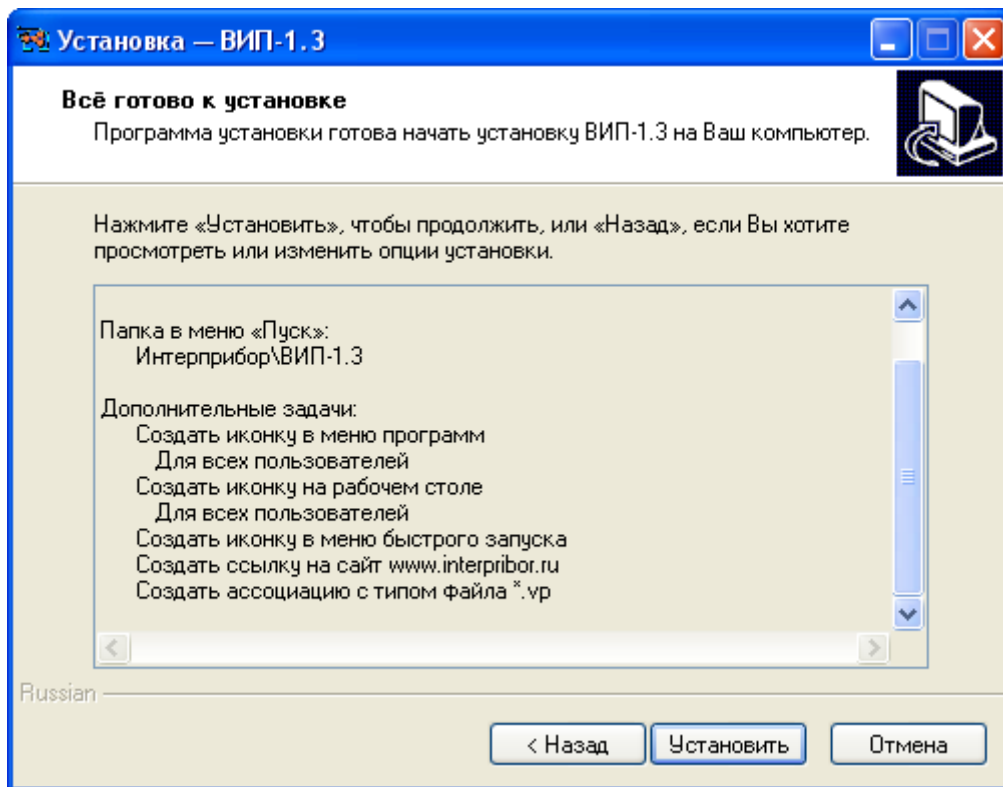 Установка — ВИП-1.3
Всё готово к установке
Программа установки готова начать установку ВИП-1.3 на Ваш компьютер.
Нажмите «Установить», чтобы продолжить, или «Назад», если Вы хотите
просмотреть или изменить опции установки.
Папка в меню «Пуск»:
Интерприбор\ВИП-1.3
Дополнительные задачи:
Создать иконку в меню программ
Для всех пользователей
Создать иконку на рабочем столе
Для всех пользователей
Создать иконку в меню быстрого запуска
Создать ссылку на сайт www.interpribor.ru
Создать ассоциацию с типом файла *.vp
Russian
< Назад
Установить
Отмена